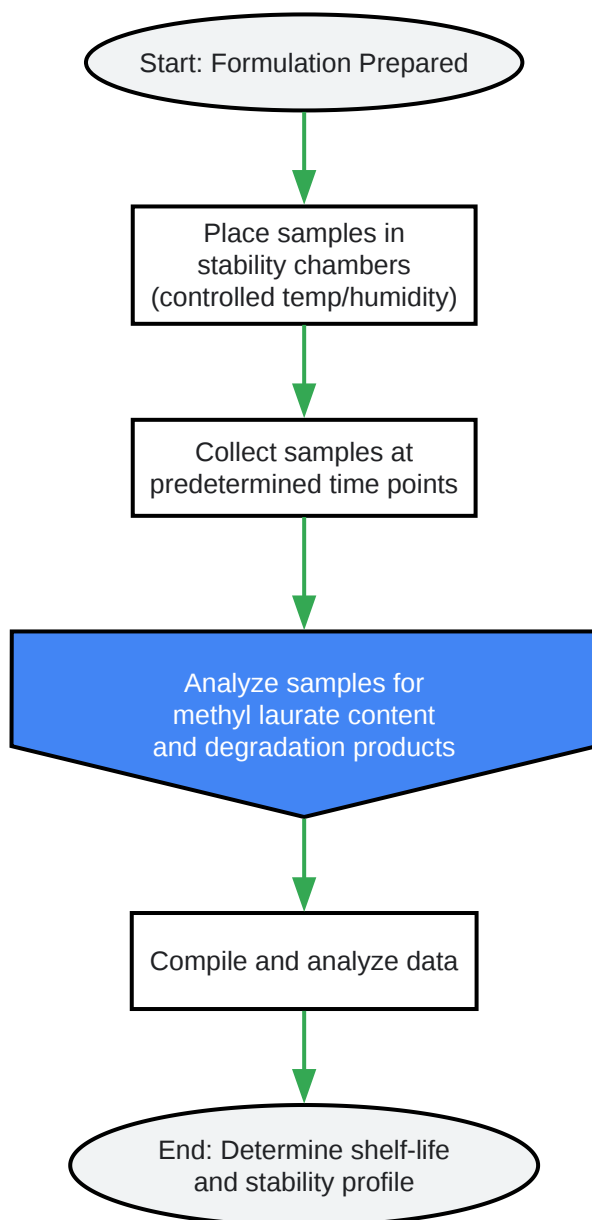 Start: Formulation Prepared
Place samples in
stability chambers
(controlled temp/humidity)
Collect samples at
predetermined time points
Analyze samples for
methyl laurate content
and degradation products
Compile and analyze data
End: Determine shelf-life
and stability profile